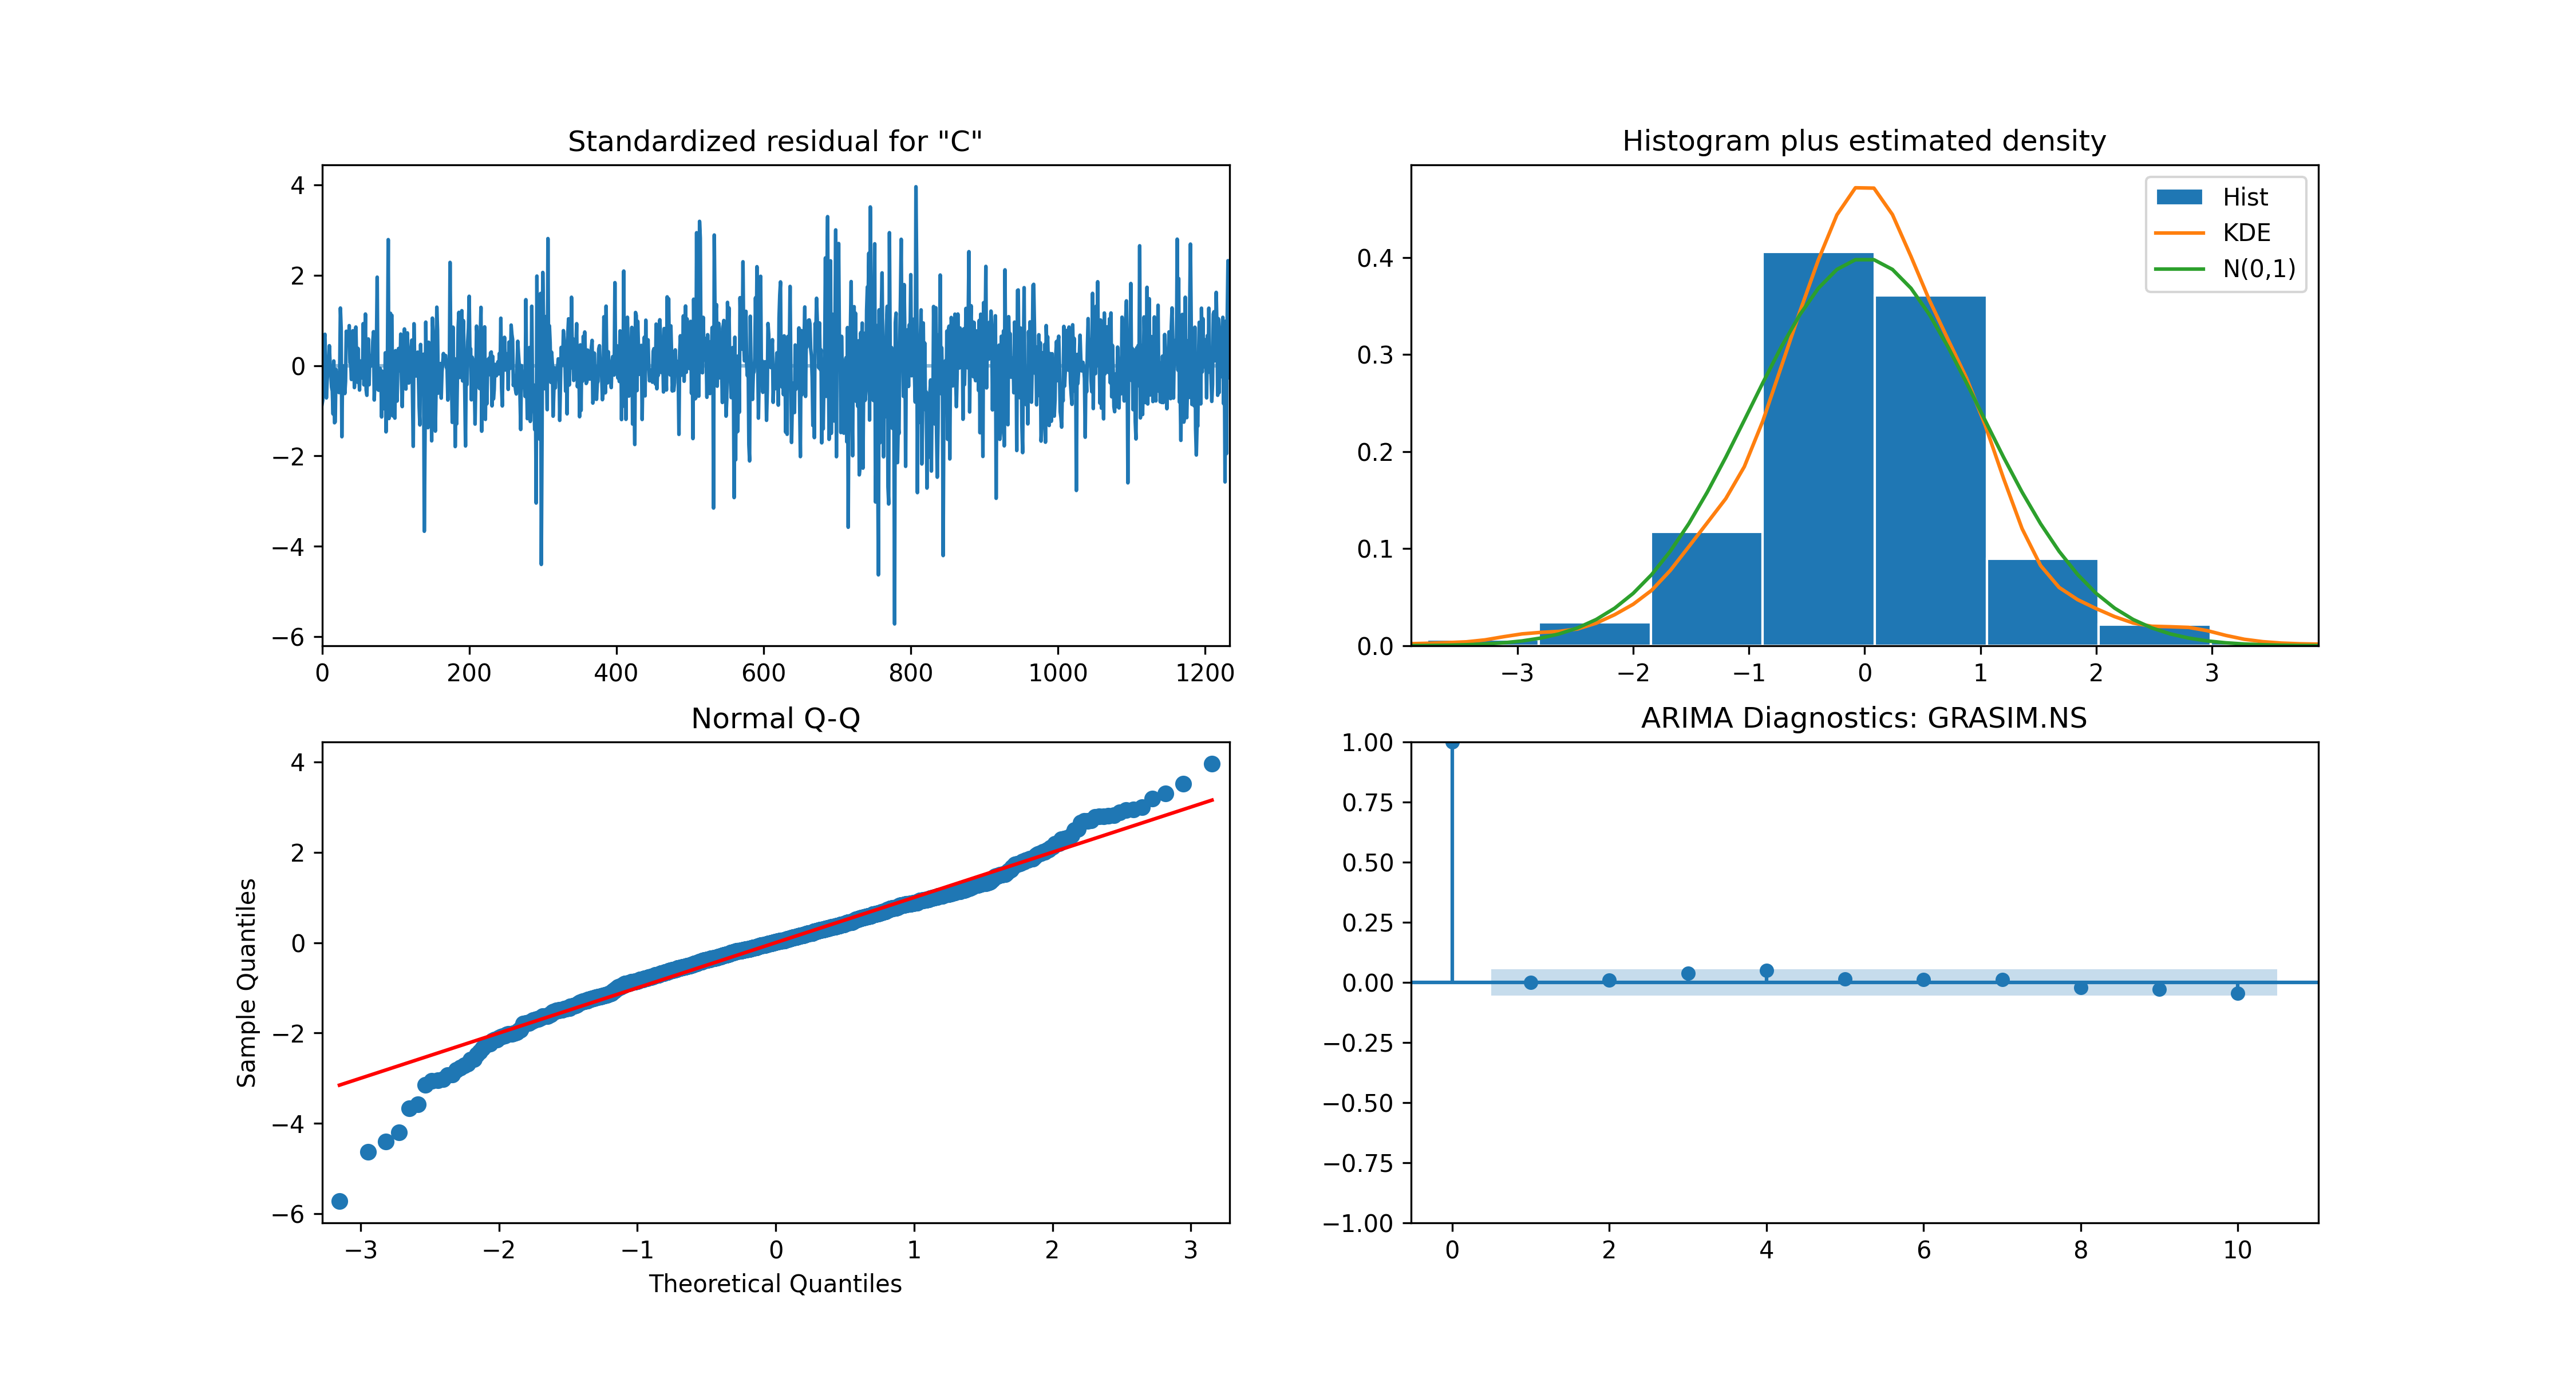 Standardized residual for "C"
4
2
0
−2
−4
−6
0 200 400 600 800 1000 1200
Histogram plus estimated density
Hist
KDE
N(0,1)
0.4
0.3
0.2
0.1
0.0
−3 −2 −1 0 1 2 3
Normal Q-Q
Sample Quantiles
4
2
0
−2
−4
−6
−3 −2 −1 0 1 2 3
Theoretical Quantiles
ARIMA Diagnostics: GRASIM.NS
1.00
0.75
0.50
0.25
0.00
−0.25
−0.50
−0.75
−1.00
0 2 4 6 8 10